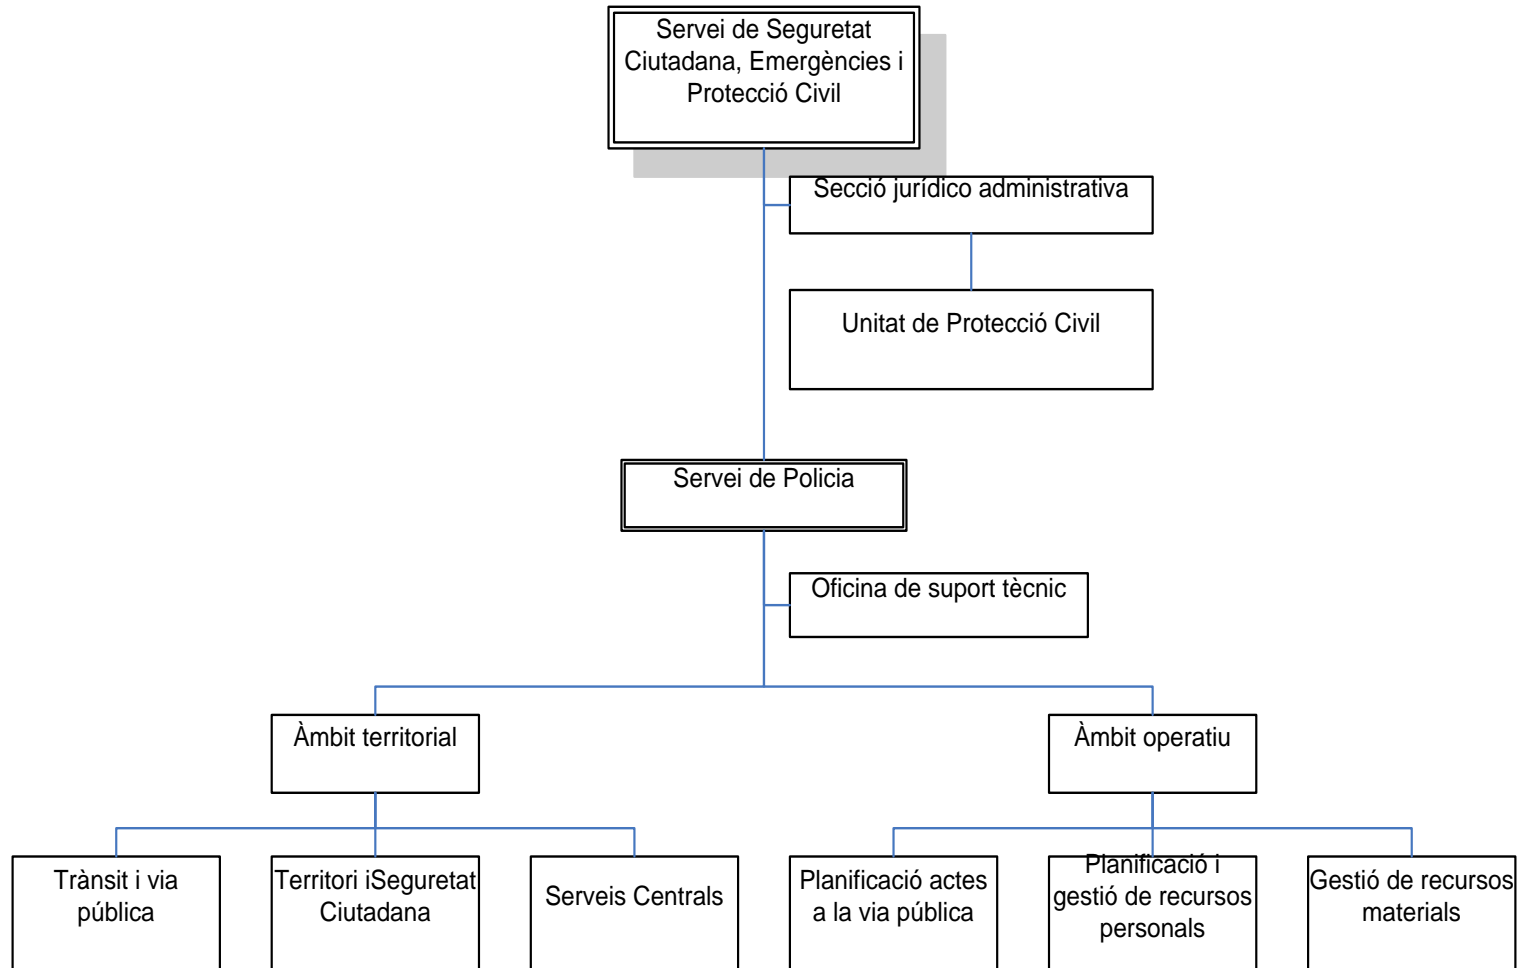 Servei de Seguretat
Ciutadana, Emergències i
Protecció Civil
Secció jurídico administrativa
Unitat de Protecció Civil
Servei de Policia
Oficina de suport tècnic
Àmbit territorial
Àmbit operatiu
Trànsit i via
pública
Territori iSeguretat
Ciutadana
Serveis Centrals
Planificació actes
a la via pública
Planificació i
gestió de recursos
personals
Gestió de recursos
materials